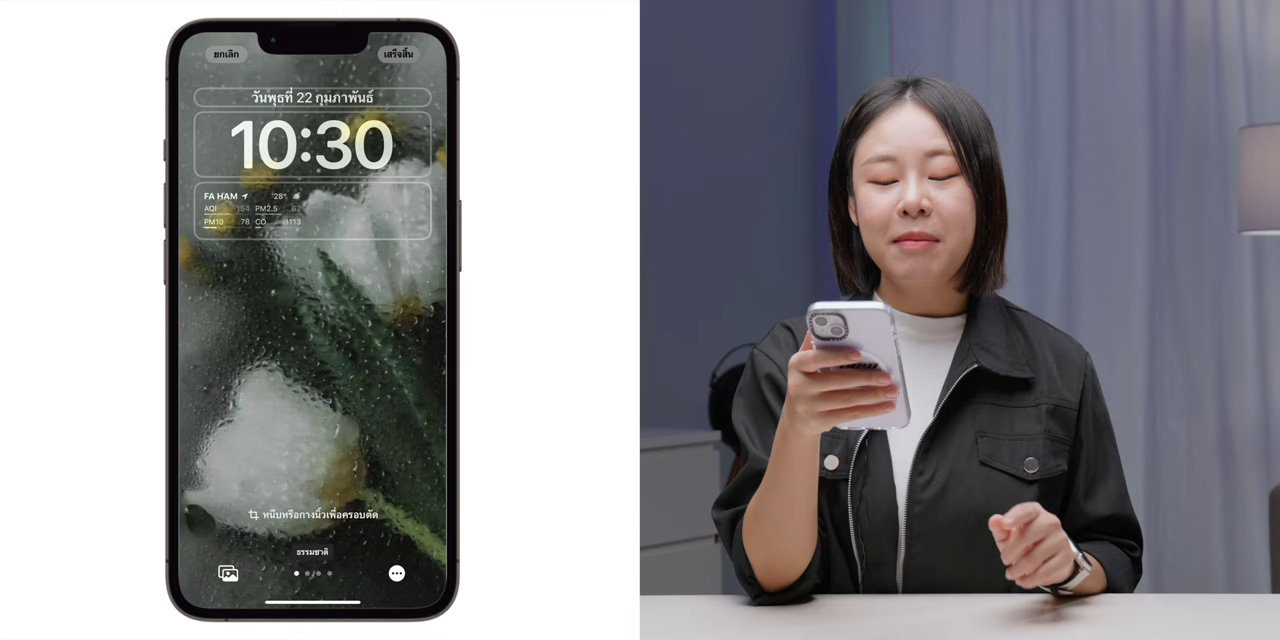 ยกเลิก
เสร็จสิ้น
วันพุธที่ 22 กุมภาพันธ์
10:30
FA HAM 28°
AQI 154 PM2.5 62
PM10 78 CO 1113
หนีบหรือกางนิ้วเพื่อครอบตัด
ธรรมชาติ